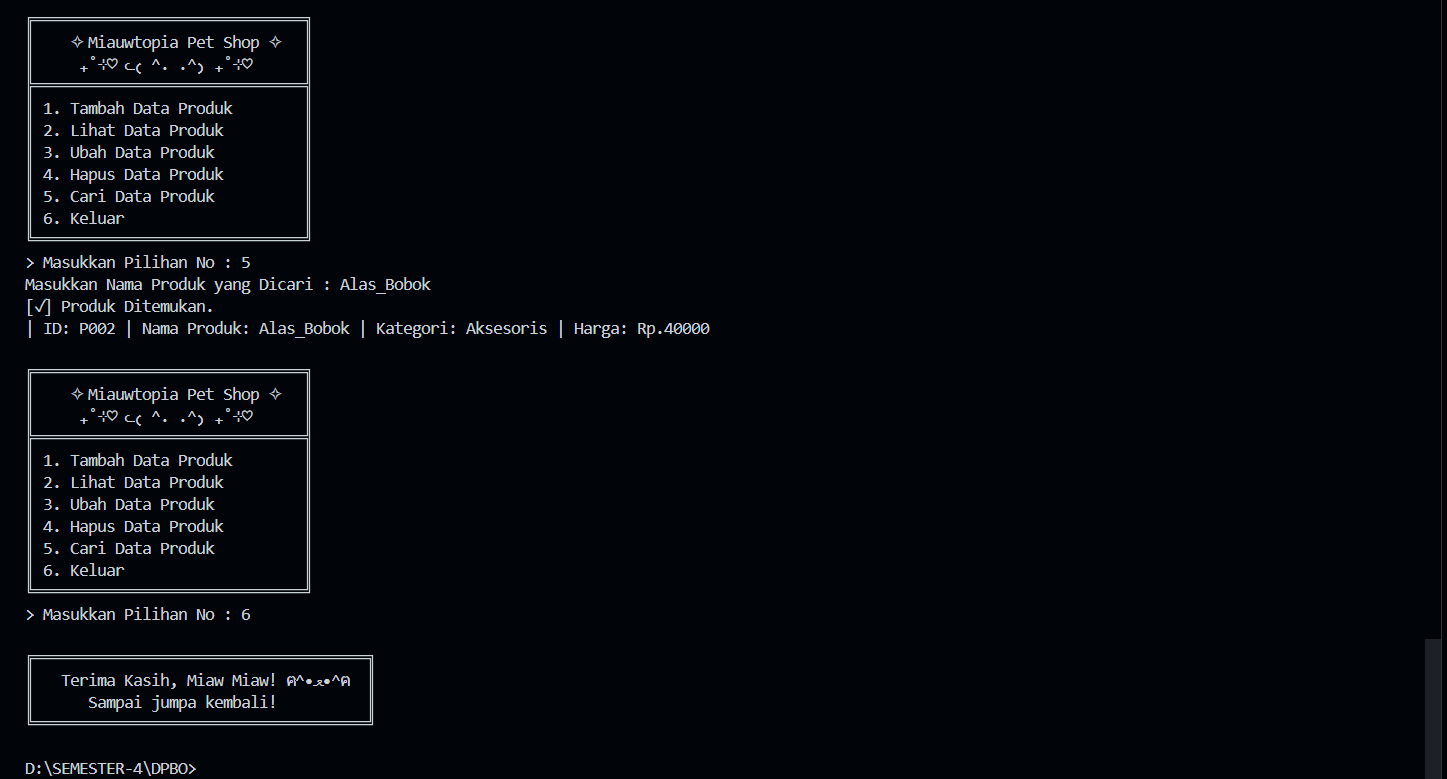 ✧ Miauwtopia Pet Shop ✧
₊˚⊹♡ ᓚ₍ ^. .^₎ ₊˚⊹♡
1. Tambah Data Produk
2. Lihat Data Produk
3. Ubah Data Produk
4. Hapus Data Produk
5. Cari Data Produk
6. Keluar
> Masukkan Pilihan No : 5
Masukkan Nama Produk yang Dicari : Alas_Bobok
[✓] Produk Ditemukan.
| ID: P002 | Nama Produk: Alas_Bobok | Kategori: Aksesoris | Harga: Rp.40000
✧ Miauwtopia Pet Shop ✧
₊˚⊹♡ ᓚ₍ ^. .^₎ ₊˚⊹♡
1. Tambah Data Produk
2. Lihat Data Produk
3. Ubah Data Produk
4. Hapus Data Produk
5. Cari Data Produk
6. Keluar
> Masukkan Pilihan No : 6
Terima Kasih, Miaw Miaw! ฅ^•ﻌ•^ฅ
Sampai jumpa kembali!
D:\SEMESTER-4\DPBO>